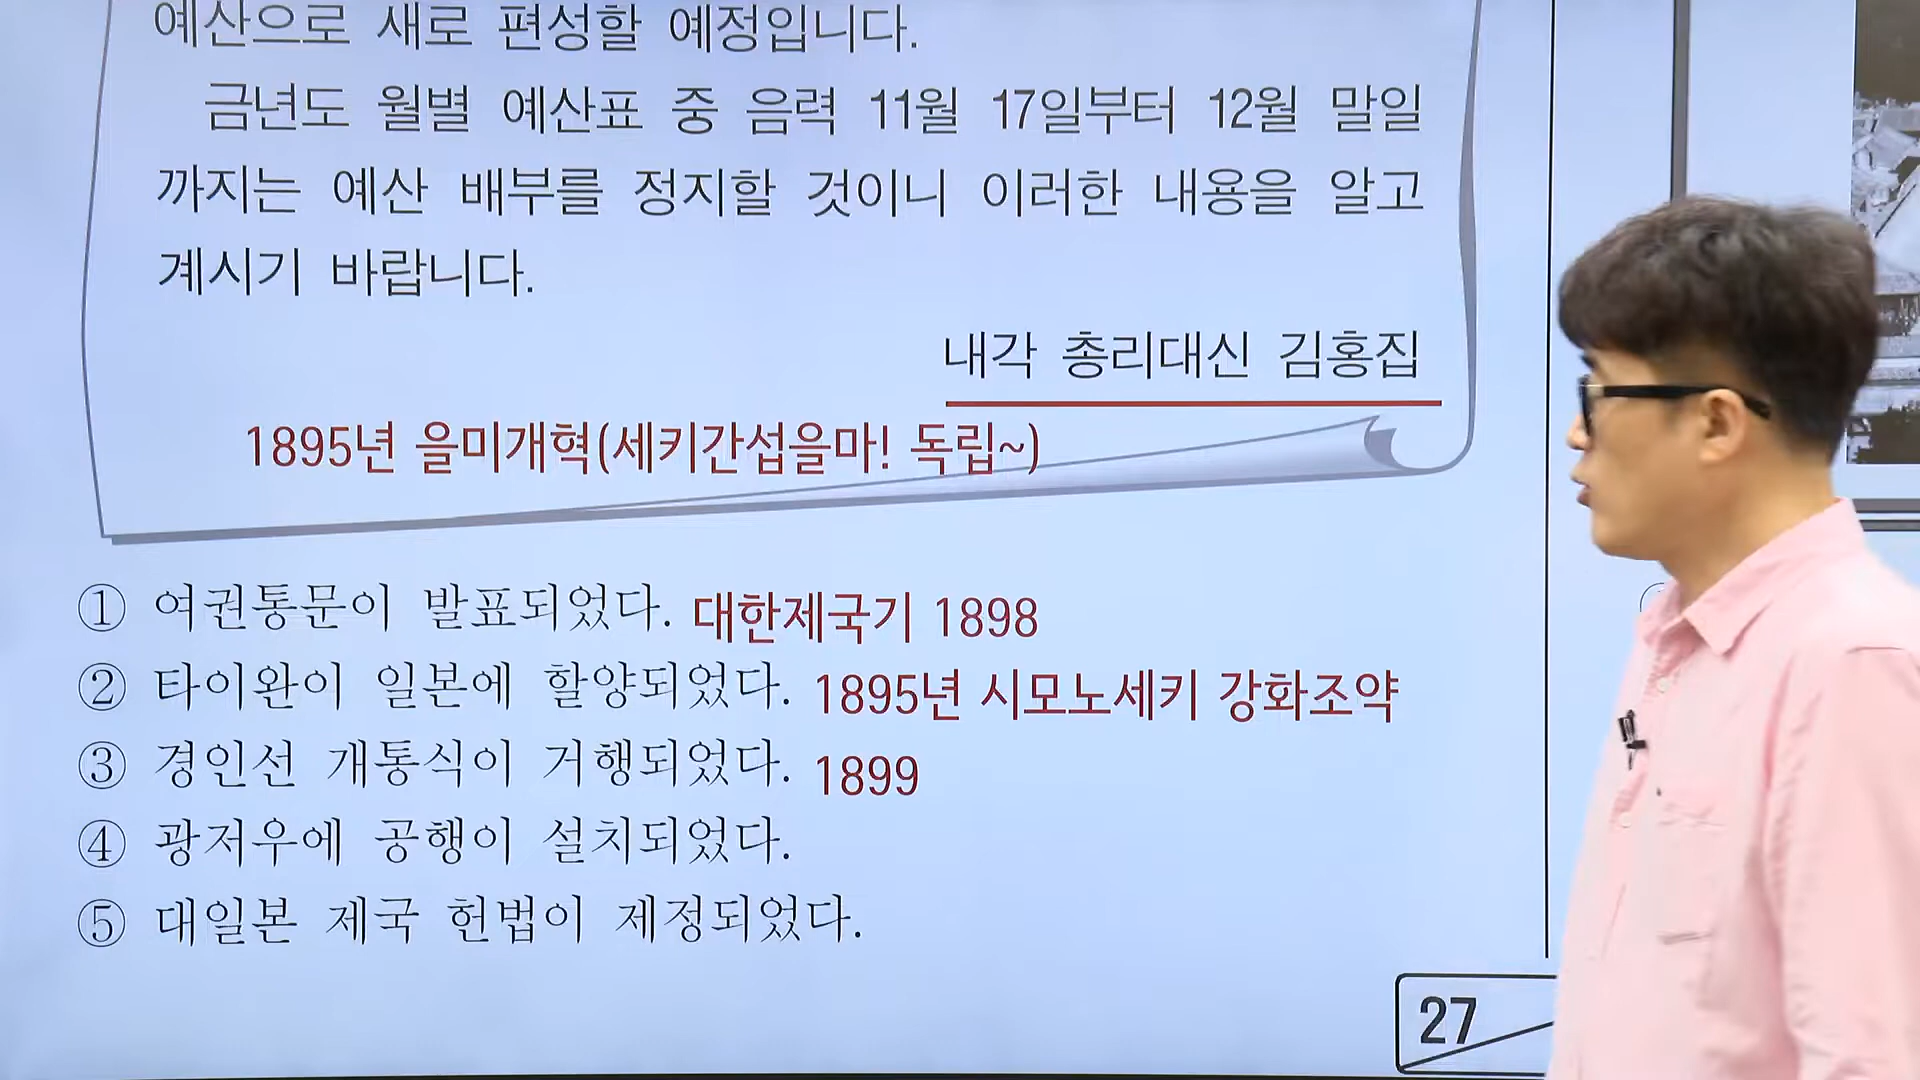 예산으로 새로 편성할 예정입니다.
금년도 월별 예산표 중 음력 11월 17일부터 12월 말일
까지는 예산 배부를 정지할 것이니 이러한 내용을 알고
계시기 바랍니다.
내각 총리대신 김홍집
1895년 을미개혁(세키간섭을마! 독립~)
① 여권통문이 발표되었다. 대한제국기 1898
② 타이완이 일본에 할양되었다. 1895년 시모노세키 강화조약
③ 경인선 개통식이 거행되었다. 1899
④ 광저우에 공행이 설치되었다.
⑤ 대일본 제국 헌법이 제정되었다.
27